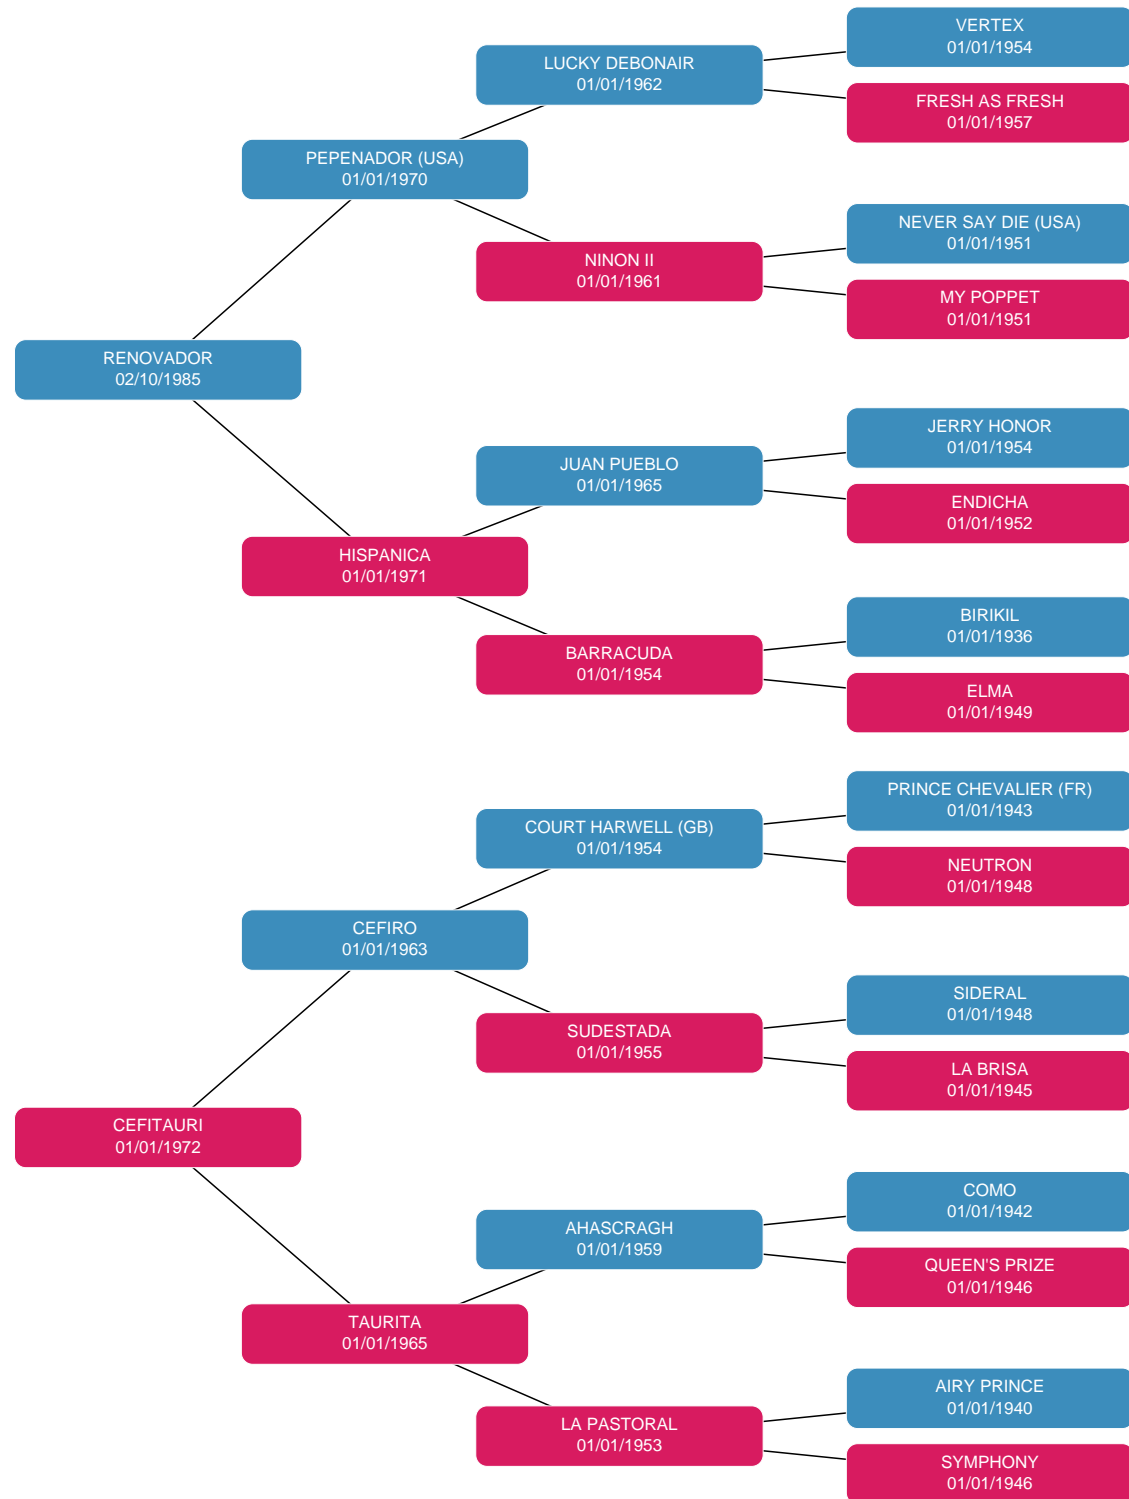 VERTEX
01/01/1954
LUCKY DEBONAIR
01/01/1962
FRESH AS FRESH
01/01/1957
PEPENADOR (USA)
01/01/1970
NEVER SAY DIE (USA)
01/01/1951
NINON II
01/01/1961
MY POPPET
01/01/1951
RENOVADOR
02/10/1985
JERRY HONOR
01/01/1954
JUAN PUEBLO
01/01/1965
ENDICHA
01/01/1952
HISPANICA
01/01/1971
BIRIKIL
01/01/1936
BARRACUDA
01/01/1954
ELMA
01/01/1949
PRINCE CHEVALIER (FR)
01/01/1943
COURT HARWELL (GB)
01/01/1954
NEUTRON
01/01/1948
CEFIRO
01/01/1963
SIDERAL
01/01/1948
SUDESTADA
01/01/1955
LA BRISA
01/01/1945
CEFITAURI
01/01/1972
COMO
01/01/1942
AHASCRAGH
01/01/1959
QUEEN'S PRIZE
01/01/1946
TAURITA
01/01/1965
AIRY PRINCE
01/01/1940
LA PASTORAL
01/01/1953
SYMPHONY
01/01/1946